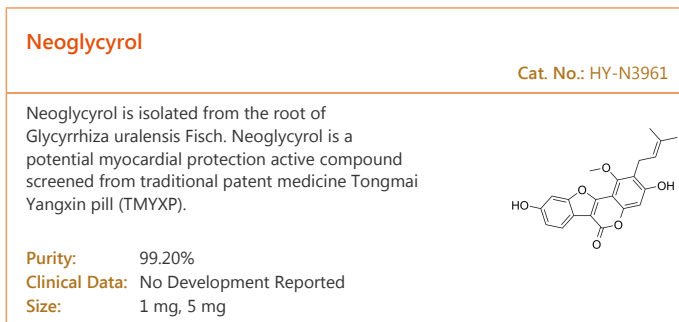 Neoglycyrol
Cat. No.: HY-N3961
Neoglycyrol is isolated from the root of
Glycyrrhiza uralensis Fisch. Neoglycyrol is a
potential myocardial protection active compound
screened from traditional patent medicine Tongmai
Yangxin pill (TMYXP).
O
O
OH
HO
O
O
Purity: 99.20%
Clinical Data: No Development Reported
Size: 1 mg, 5 mg